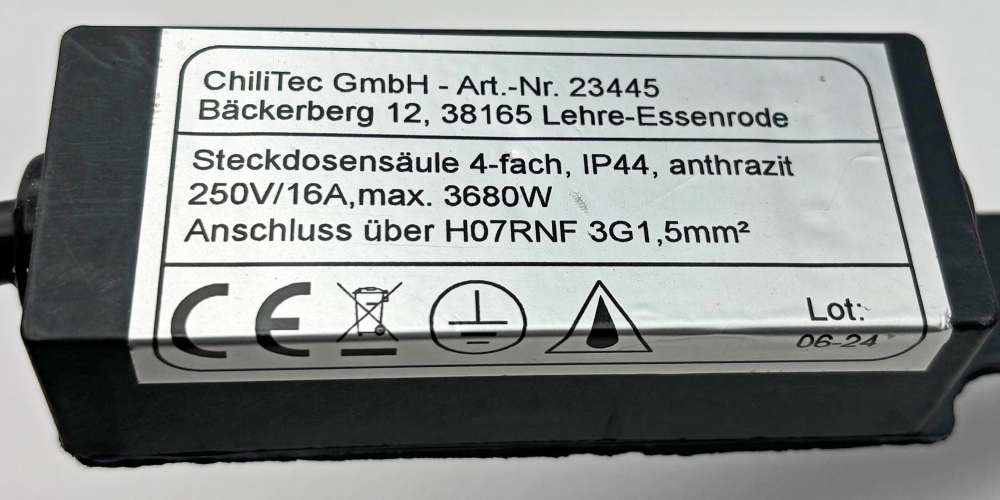 ChiliTec GmbH - Art.-Nr. 23445
Bäckerberg 12, 38165 Lehre-Essenrode
Steckdosensäule 4-fach, IP44, anthrazit
250V/16A,max. 3680W
Anschluss über H07RNF 3G1,5mm²
CE
Lot:
06-24